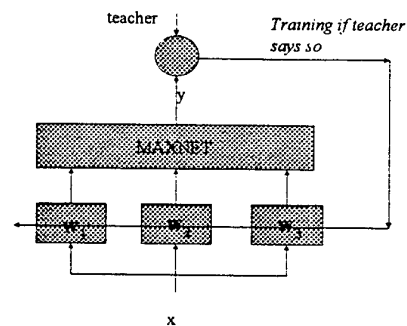 teacher
Training if teacher
says so
y
MAXNET
W1 W2 W3
x